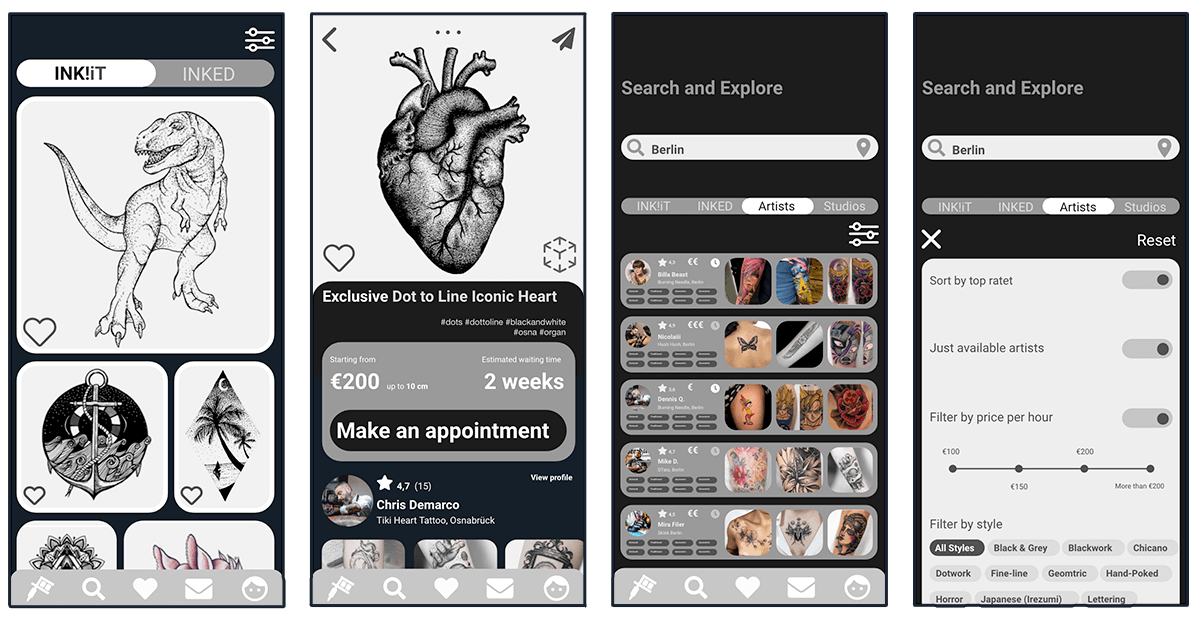 INK!iT INKED
Exclusive Dot to Line Iconic Heart
#dots #dottoline #blackandwhite
#osna #organ
Starting from
Estimated waiting time
€200 up to 10 cm
2 weeks
Make an appointment
View profile
4,7 (15)
Chris Demarco
Tiki Heart Tattoo, Osnabrück
Search and Explore
Berlin
INK!iT INKED Artists Studios
4,3 €€
Billa Beast
Burning Needle, Berlin
4,9 €€€
Nicolaiii
Berlin
3,6 €
Dennis Q.
Burning Needle, Berlin
4,7 €€
Mike D.
Berlin
4,5 €€
Mira Filer
Berlin
Search and Explore
Berlin
INK!iT INKED Artists Studios
Reset
Sort by top ratet
Just available artists
Filter by price per hour
€100 €200
€150 More than €200
Filter by style
All Styles Black & Grey Blackwork Chicano
Dotwork Fine-line Geomtric Hand-Poked
Horror Japanese (Irezumi) Lettering